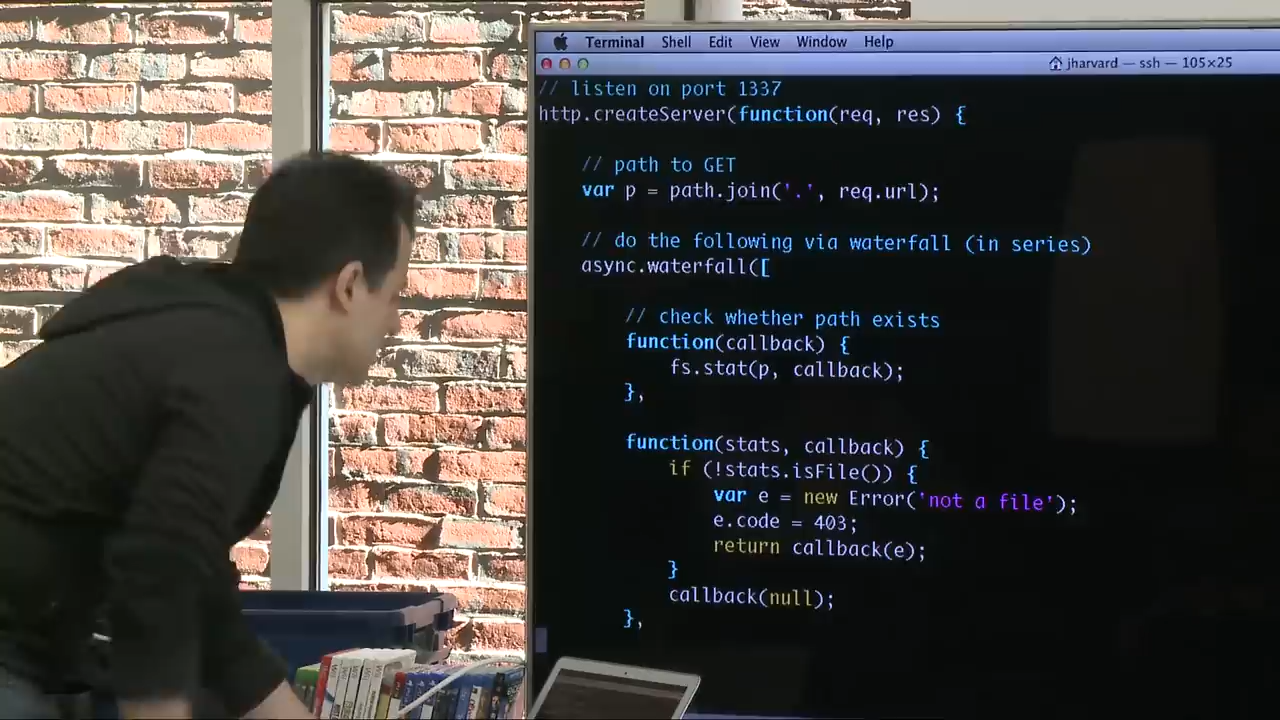 Terminal Shell Edit View Window Help
jharvard — ssh — 105×25
// listen on port 1337
http.createServer(function(req, res) {
// path to GET
var p = path.join('.', req.url);
// do the following via waterfall (in series)
async.waterfall([
// check whether path exists
function(callback) {
fs.stat(p, callback);
},
function(stats, callback) {
if (!stats.isFile()) {
var e = new Error('not a file');
e.code = 403;
return callback(e);
}
callback(null);
},